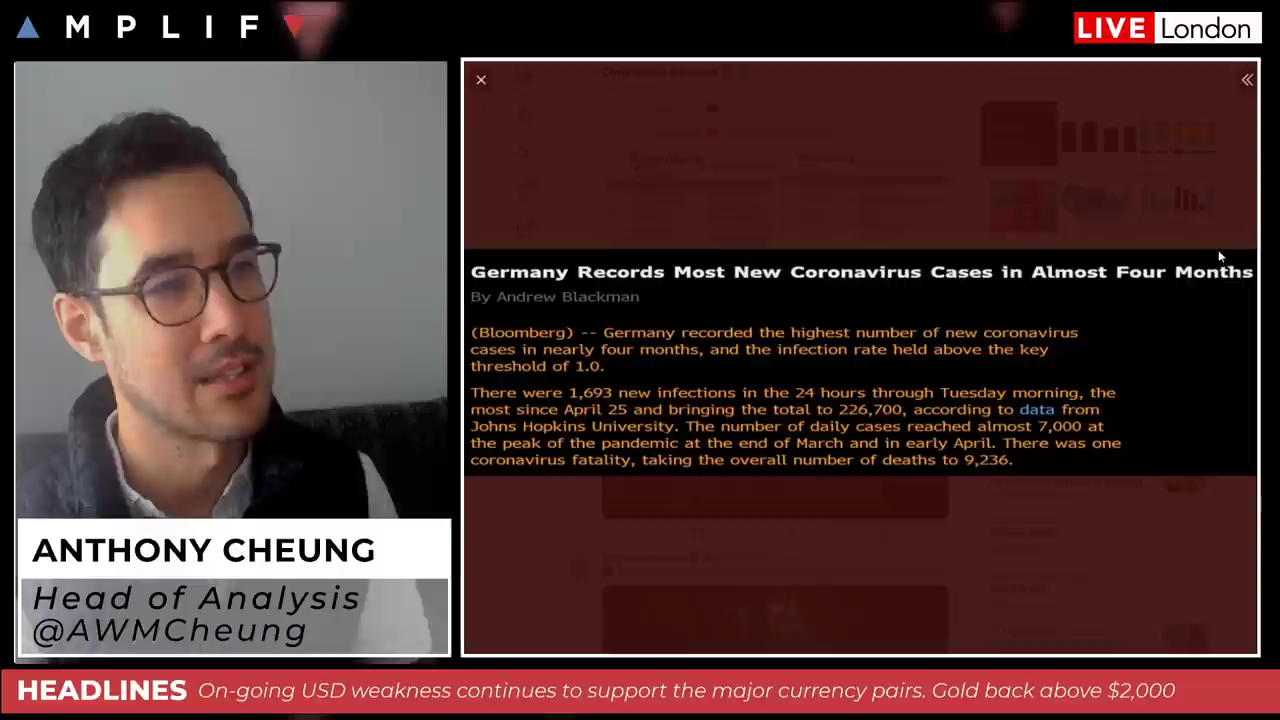 AMPLIFY
LIVE London
Germany Records Most New Coronavirus Cases in Almost Four Months
By Andrew Blackman
(Bloomberg) -- Germany recorded the highest number of new coronavirus
cases in nearly four months, and the infection rate held above the key
threshold of 1.0.
There were 1,693 new infections in the 24 hours through Tuesday morning, the
most since April 25 and bringing the total to 226,700, according to data from
Johns Hopkins University. The number of daily cases reached almost 7,000 at
the peak of the pandemic at the end of March and in early April. There was one
coronavirus fatality, taking the overall number of deaths to 9,236.
ANTHONY CHEUNG
Head of Analysis
@AWMCheung
HEADLINES On-going USD weakness continues to support the major currency pairs. Gold back above $2,000